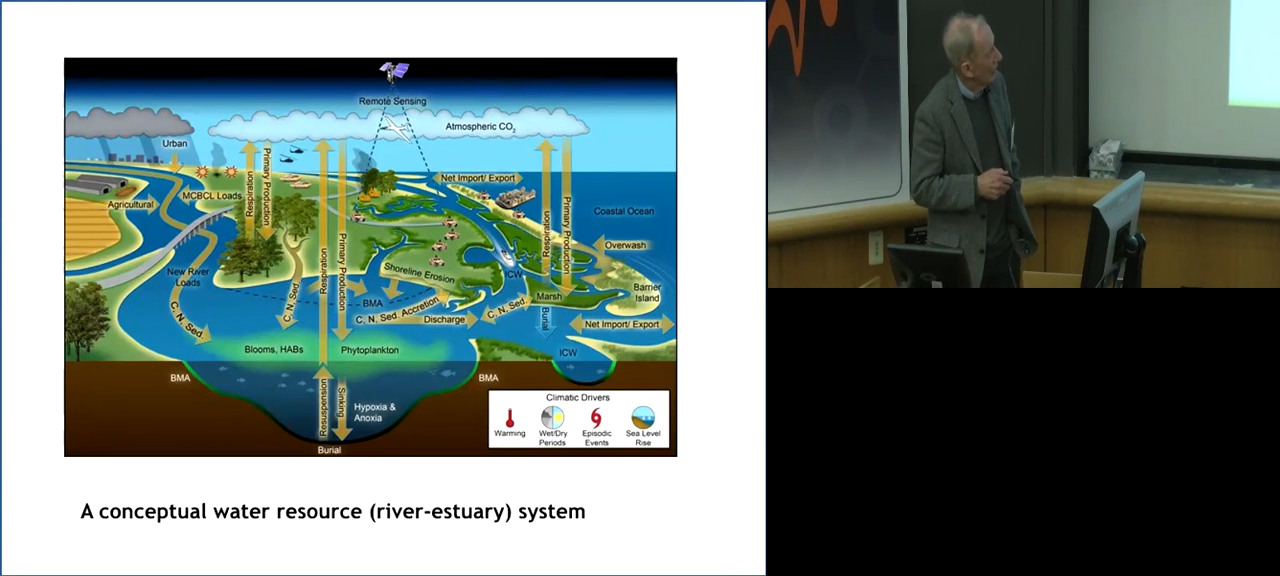 Remote Sensing
Atmospheric CO₂
Urban
MCBCL Loads
Agricultural
Respiration
Primary Production
Net Import/ Export
Coastal Ocean
Respiration
Primary Production
Overwash
New River
Loads
Respiration
Primary Production
Shoreline Erosion
ICW
Barrier
Island
C, N, Sed.
BMA
C, N, Sed. Accretion
C, N, Sed.
Marsh
Burial
C, N, Sed.
Discharge
Net Import/ Export
Blooms, HABs
Phytoplankton
ICW
BMA
BMA
Resuspension
Sinking
Hypoxia &
Anoxia
Burial
Climatic Drivers
Warming
Wet/Dry
Periods
Episodic
Events
Sea Level
Rise
A conceptual water resource (river-estuary) system